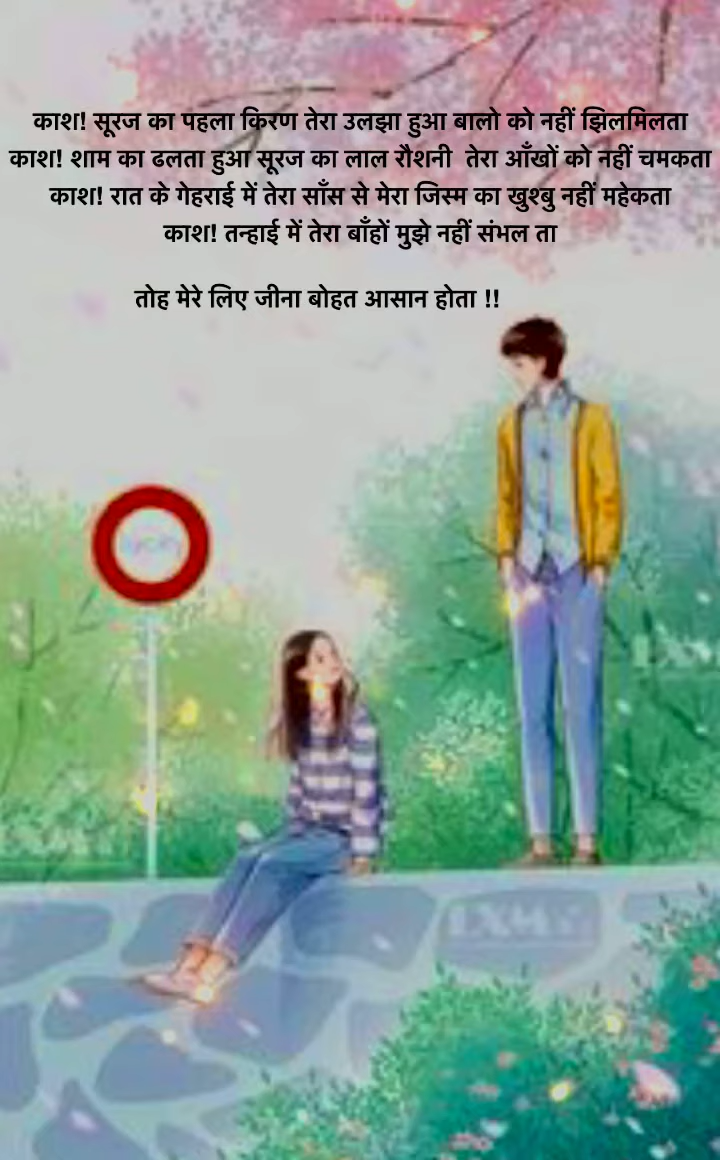 काश! सूरज का पहला किरण तेरा उलझा हुआ बालो को नहीं झिलमिलता
काश! शाम का ढलता हुआ सूरज का लाल रौशनी तेरा आँखों को नहीं चमकता
काश! रात के गेहराई में तेरा साँस से मेरा जिस्म का खुश्बु नहीं महेकता
काश! तन्हाई में तेरा बाँहों मुझे नहीं संभल ता
तोह मेरे लिए जीना बोहत आसान होता !!